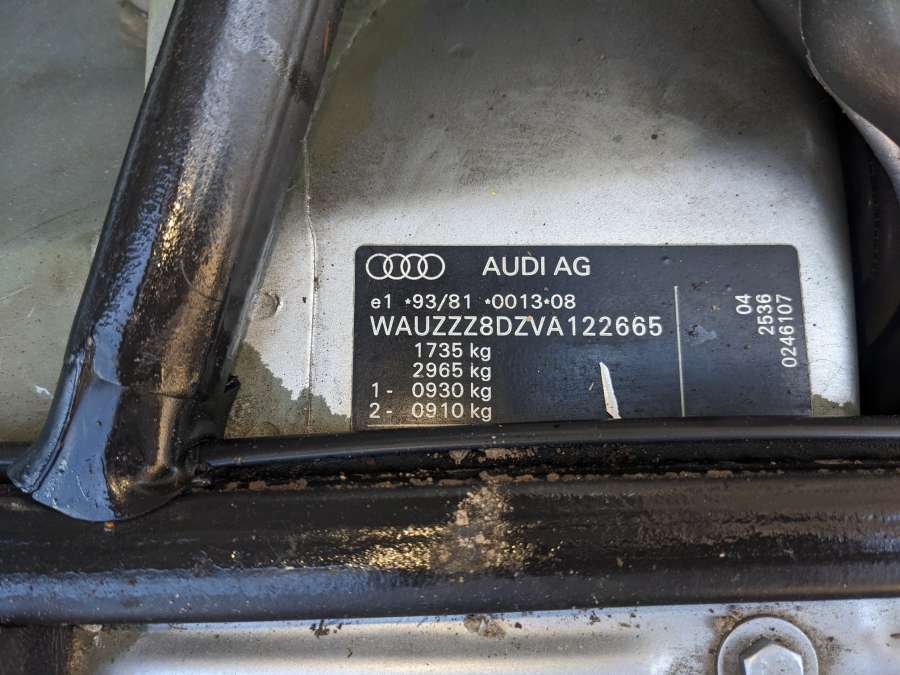 AUDI AG
e1 *93/81 *0013*08
WAUZZZ8DZVA122665
1735 kg
2965 kg
1- 0930 kg
2- 0910 kg
04
2536
0246107